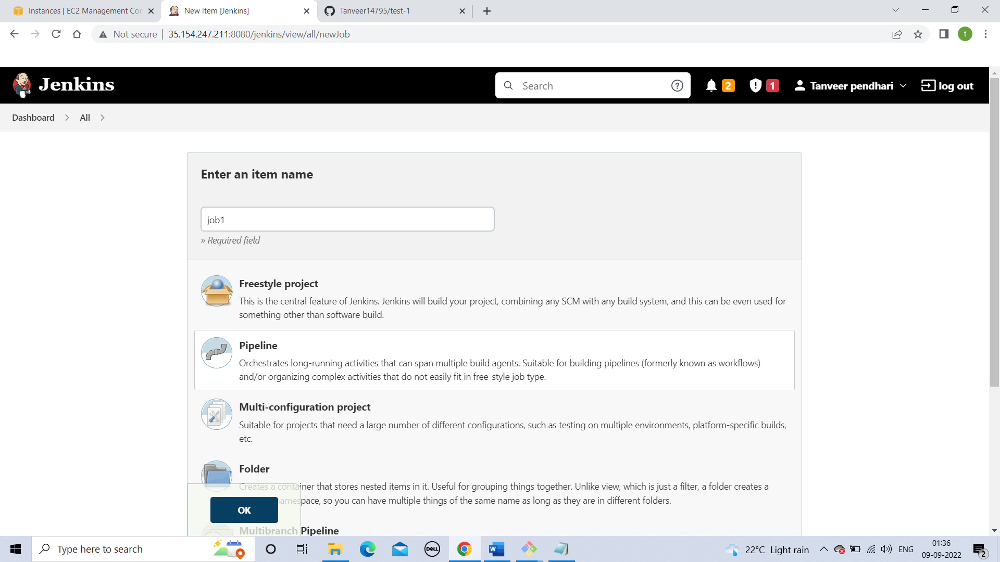 Instances | EC2 Management Con
New Item [Jenkins]
Tanveer14795/test-1
Not secure
35.154.247.211:8080/jenkins/view/all/newJob
t
Jenkins
Search
2
1
Tanveer pendhari
log out
Dashboard
All
Enter an item name
job1
» Required field
Freestyle project
This is the central feature of Jenkins. Jenkins will build your project, combining any SCM with any build system, and this can be even used for
something other than software build.
Pipeline
Orchestrates long-running activities that can span multiple build agents. Suitable for building pipelines (formerly known as workflows)
and/or organizing complex activities that do not easily fit in free-style job type.
Multi-configuration project
Suitable for projects that need a large number of different configurations, such as testing on multiple environments, platform-specific builds,
etc.
Folder
Creates a container that stores nested items in it. Useful for grouping things together. Unlike view, which is just a filter, a folder creates a
namespace, so you can have multiple things of the same name as long as they are in different folders.
OK
Multibranch Pipeline
Type here to search
DELL
W
22°C Light rain
ENG
01:36
09-09-2022
2